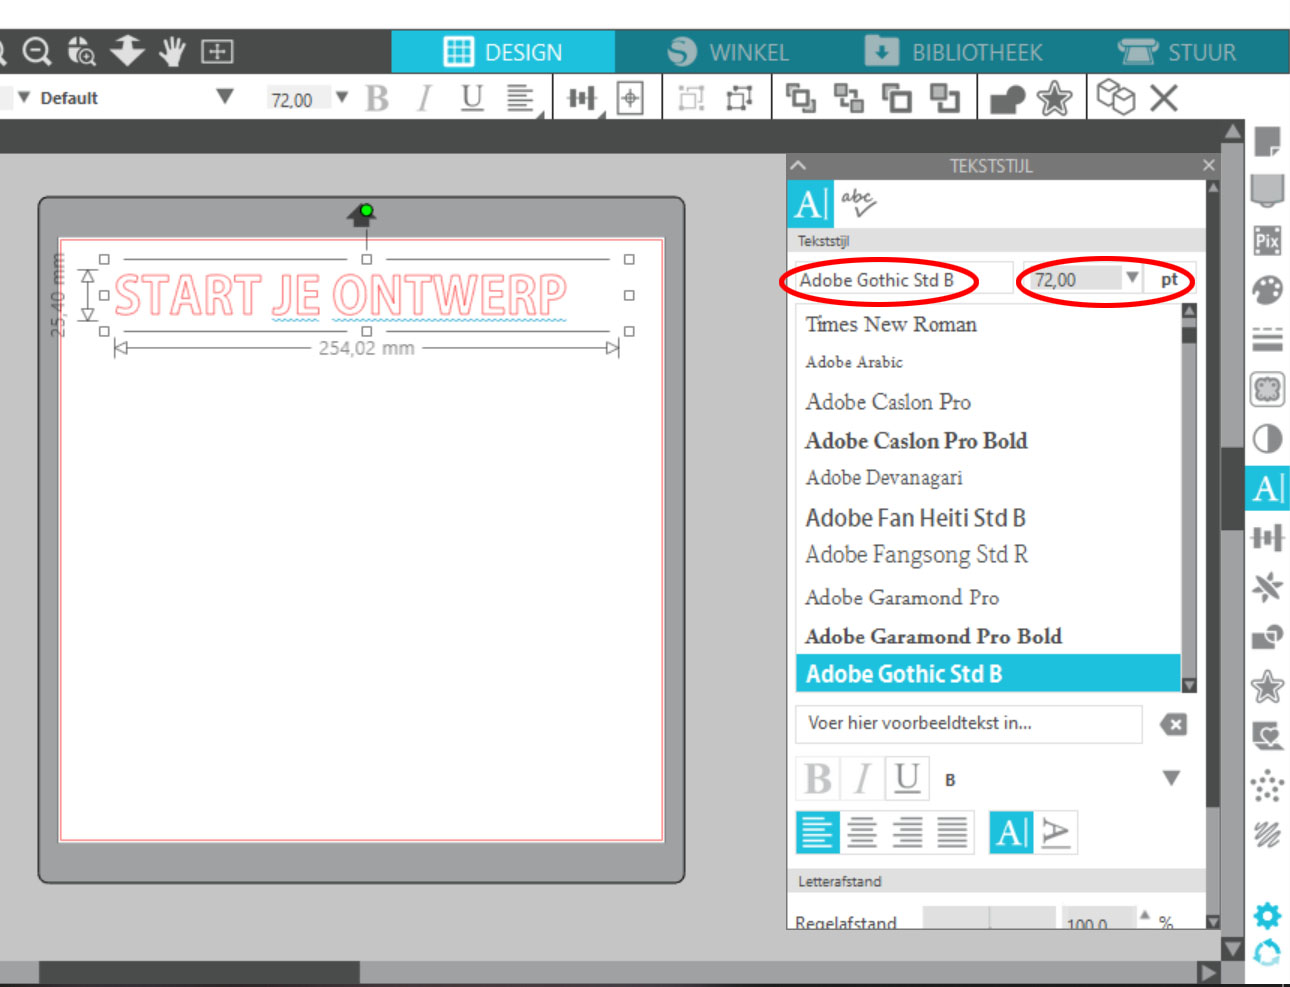 DESIGN
WINKEL
BIBLIOTHEEK
STUUR
Default
72,00
B I U
TEKSTSTIJL
A abc
Tekststijl
Adobe Gothic Std B
72,00
pt
START JE ONTWERP
25,40 mm
254,02 mm
Times New Roman
Adobe Arabic
Adobe Caslon Pro
Adobe Caslon Pro Bold
Adobe Devanagari
Adobe Fan Heiti Std B
Adobe Fangsong Std R
Adobe Garamond Pro
Adobe Garamond Pro Bold
Adobe Gothic Std B
Voer hier voorbeeldtekst in...
B I U B
A A
Letterafstand
Regelafstand
100,0
%
Pix
A